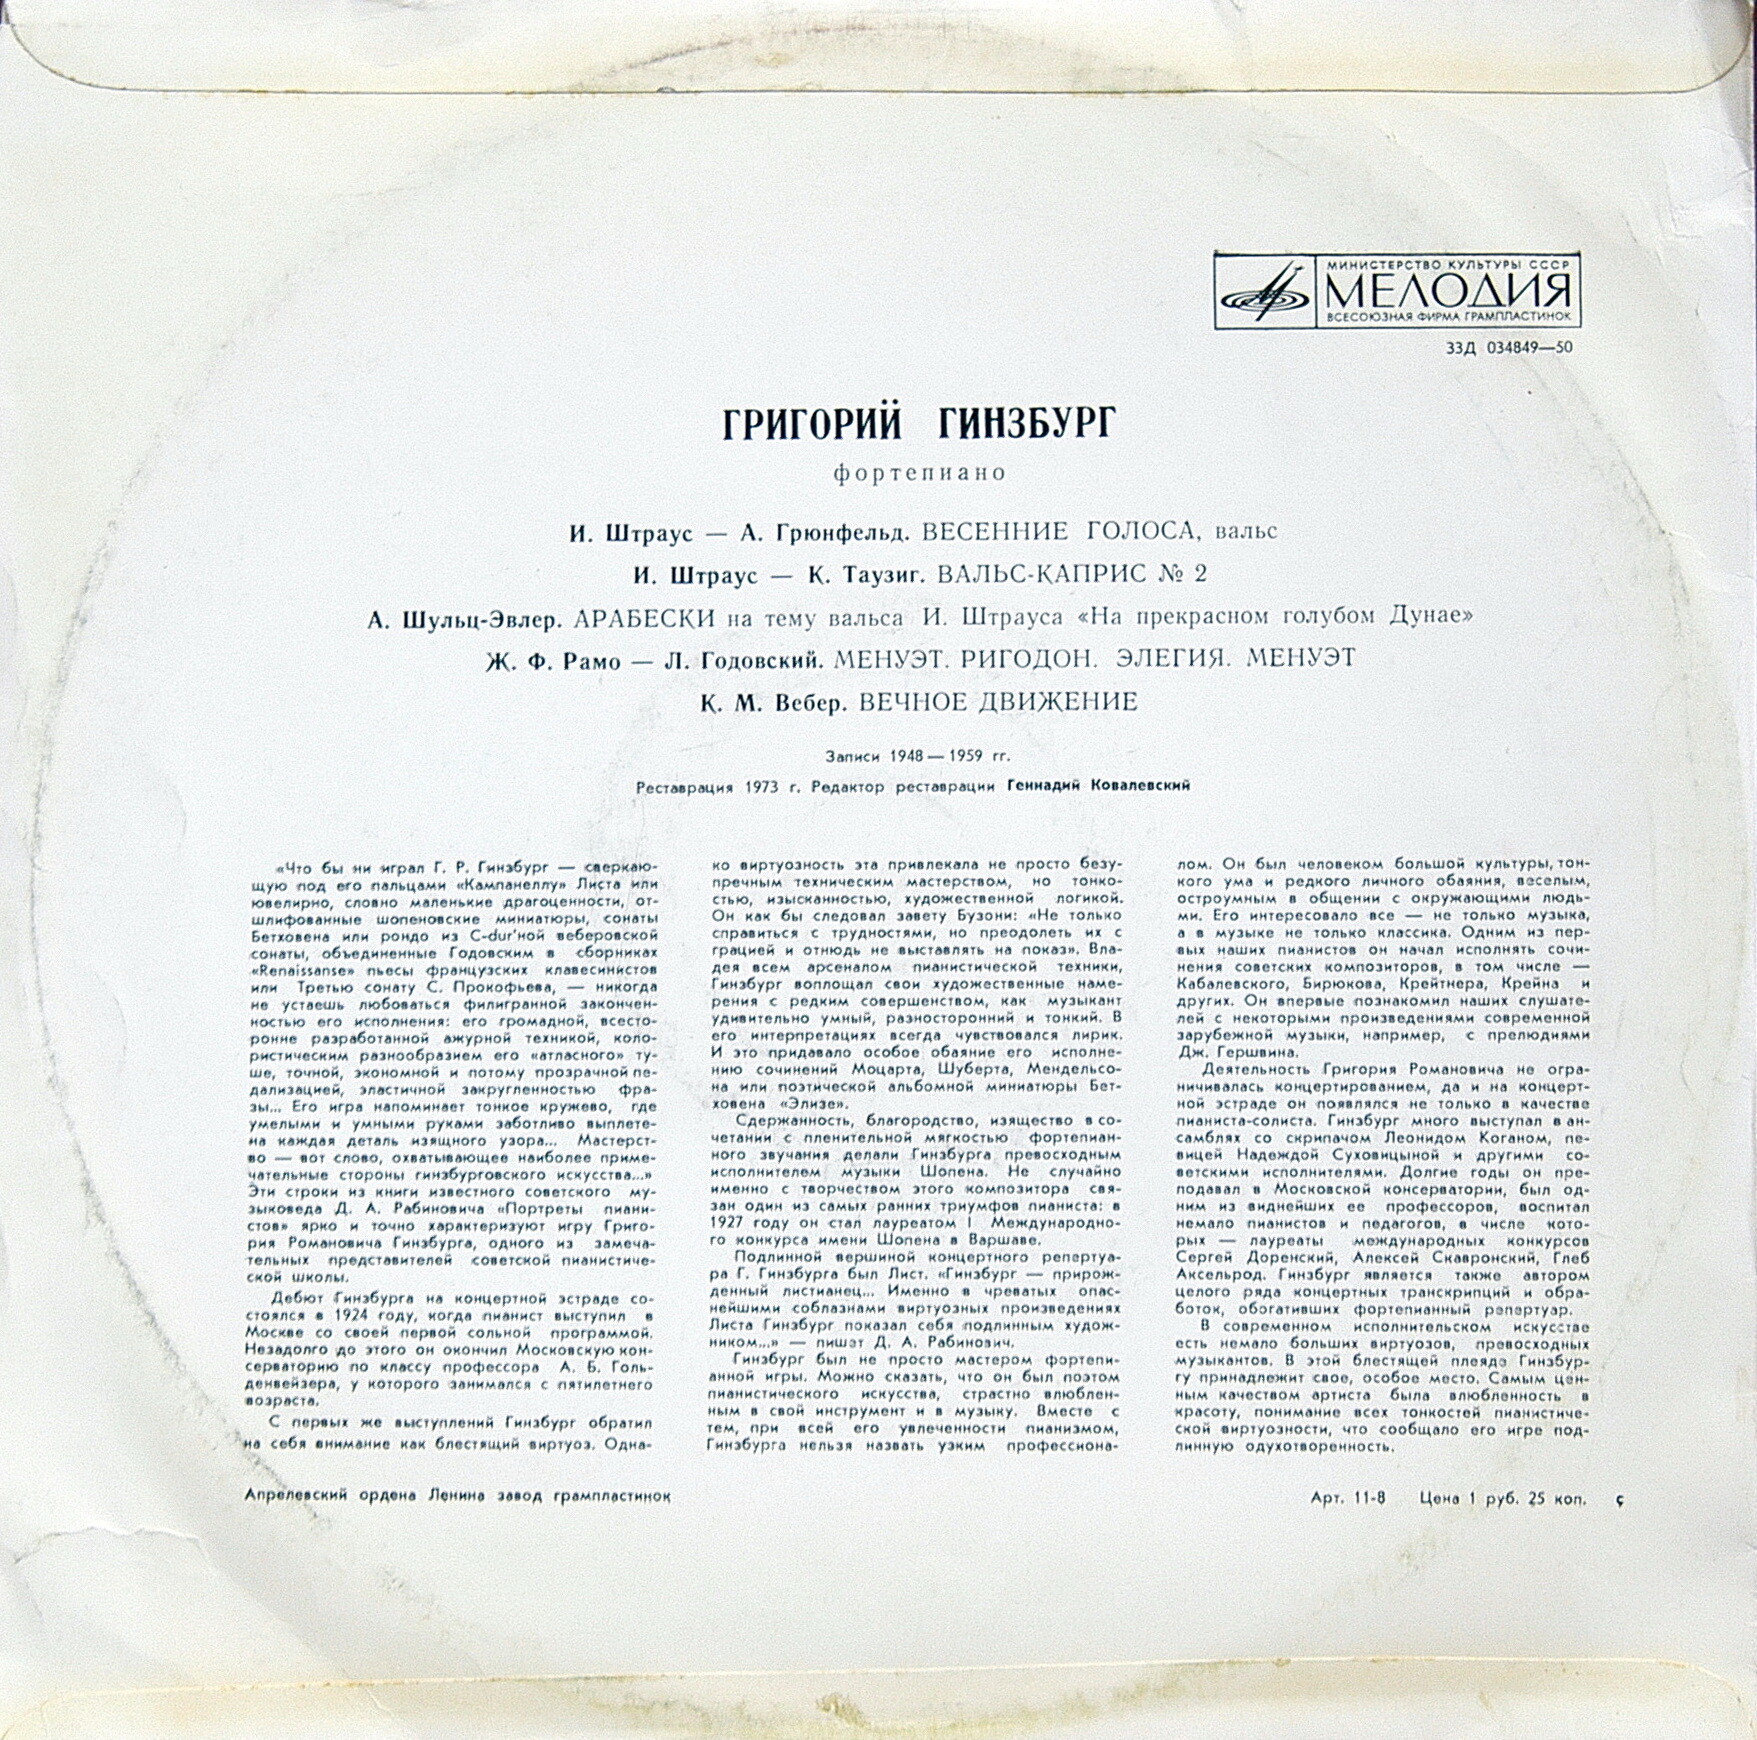 МИНИСТЕРСТВО КУЛЬТУРЫ СССР
МЕЛОДИЯ
ВСЕСОЮЗНАЯ ФИРМА ГРАМПЛАСТИНОК
33Д 034849—50
ГРИГОРИЙ ГИНЗБУРГ
фортепиано
И. Штраус — А. Грюнфельд. ВЕСЕННИЕ ГОЛОСА, вальс
И. Штраус — К. Таузиг. ВАЛЬС-КАПРИС № 2
А. Шульц-Эвлер. АРАБЕСКИ на тему вальса И. Штрауса «На прекрасном голубом Дунае»
Ж. Ф. Рамо — Л. Годовский. МЕНУЭТ. РИГОДОН. ЭЛЕГИЯ. МЕНУЭТ
К. М. Вебер. ВЕЧНОЕ ДВИЖЕНИЕ
Записи 1948 — 1959 гг.
Реставрация 1973 г. Редактор реставрации Геннадий Ковалевский
«Что бы ни играл Г. Р. Гинзбург — сверкаю-
щую под его пальцами «Кампанеллу» Листа или
ювелирно, словно маленькие драгоценности, от-
шлифованные шопеновские миниатюры, сонаты
Бетховена или рондо из C-dur'ной веберовской
сонаты, объединенные Годовским в сборниках
«Renaissanse» пьесы французских клавесинистов
или Третью сонату С. Прокофьева, — никогда
не устаешь любоваться филигранной закончен-
ностью его исполнения: его громадной, всесто-
ронне разработанной ажурной техникой, коло-
ристическим разнообразием его «атласного» ту-
ше, точной, экономной и потому прозрачной пе-
дализацией, эластичной закругленностью фра-
зы... Его игра напоминает тонкое кружево, где
умелыми и умными руками заботливо выплете-
на каждая деталь изящного узора... Мастерст-
во — вот слово, охватывающее наиболее приме-
чательные стороны гинзбурговского искусства...»
Эти строки из книги известного советского му-
зыковеда Д. А. Рабиновича «Портреты пиани-
стов» ярко и точно характеризуют игру Григо-
рия Романовича Гинзбурга, одного из замеча-
тельных представителей советской пианистиче-
ской школы.
Дебют Гинзбурга на концертной эстраде со-
стоялся в 1924 году, когда пианист выступил в
Москве со своей первой сольной программой.
Незадолго до этого он окончил Московскую кон-
серваторию по классу профессора А. Б. Голь-
денвейзера, у которого занимался с пятилетнего
возраста.
С первых же выступлений Гинзбург обратил
на себя внимание как блестящий виртуоз. Одна-
ко виртуозность эта привлекала не просто безу-
пречным техническим мастерством, но тонко-
стью, изысканностью, художественной логикой.
Он как бы следовал завету Бузони: «Не только
справиться с трудностями, но преодолеть их с
грацией и отнюдь не выставлять на показ». Вла-
дея всем арсеналом пианистической техники,
Гинзбург воплощал свои художественные наме-
рения с редким совершенством, как музыкант
удивительно умный, разносторонний и тонкий. В
его интерпретациях всегда чувствовался лирик.
И это придавало особое обаяние его исполне-
нию сочинений Моцарта, Шуберта, Мендельсо-
на или поэтической альбомной миниатюры Бет-
ховена «Элизе».
Сдержанность, благородство, изящество в со-
четании с пленительной мягкостью фортепиан-
ного звучания делали Гинзбурга превосходным
исполнителем музыки Шопена. Не случайно
именно с творчеством этого композитора свя-
зан один из самых ранних триумфов пианиста: в
1927 году он стал лауреатом I Международно-
го конкурса имени Шопена в Варшаве.
Подлинной вершиной концертного репертуа-
ра Г. Гинзбурга был Лист. «Гинзбург — прирож-
денный листианец... Именно в чреватых опас-
нейшими соблазнами виртуозных произведениях
Листа Гинзбург показал себя подлинным худож-
ником...» — пишет Д. А. Рабинович.
Гинзбург был не просто мастером фортепи-
анной игры. Можно сказать, что он был поэтом
пианистического искусства, страстно влюблен-
ным в свой инструмент и в музыку. Вместе с
тем, при всей его увлеченности пианизмом,
Гинзбурга нельзя назвать узким профессиона-
лом. Он был человеком большой культуры, тон-
кого ума и редкого личного обаяния, веселым,
остроумным в общении с окружающими людь-
ми. Его интересовало все — не только музыка,
а в музыке не только классика. Одним из пер-
вых наших пианистов он начал исполнять сочи-
нения советских композиторов, в том числе —
Кабалевского, Бирюкова, Крейтнера, Крейна и
других. Он впервые познакомил наших слушате-
лей с некоторыми произведениями современной
зарубежной музыки, например, с прелюдиями
Дж. Гершвина.
Деятельность Григория Романовича не огра-
ничивалась концертированием, да и на концерт-
ной эстраде он появлялся не только в качестве
пианиста-солиста. Гинзбург много выступал в ан-
самблях со скрипачом Леонидом Коганом, пе-
вицей Надеждой Суховицыной и другими со-
ветскими исполнителями. Долгие годы он пре-
подавал в Московской консерватории, был од-
ним из виднейших ее профессоров, воспитал
немало пианистов и педагогов, в числе кото-
рых — лауреаты международных конкурсов
Сергей Доренский, Алексей Скавронский, Глеб
Аксельрод. Гинзбург является также автором
целого ряда концертных транскрипций и обра-
боток, обогативших фортепианный репертуар.
В современном исполнительском искусстве
есть немало больших виртуозов, превосходных
музыкантов. В этой блестящей плеяде Гинзбур-
гу принадлежит свое, особое место. Самым цен-
ным качеством артиста была влюбленность в
красоту, понимание всех тонкостей пианистиче-
ской виртуозности, что сообщало его игре под-
линную одухотворенность.
Апрелевский ордена Ленина завод грампластинок
Арт. 11-8 Цена 1 руб. 25 коп.